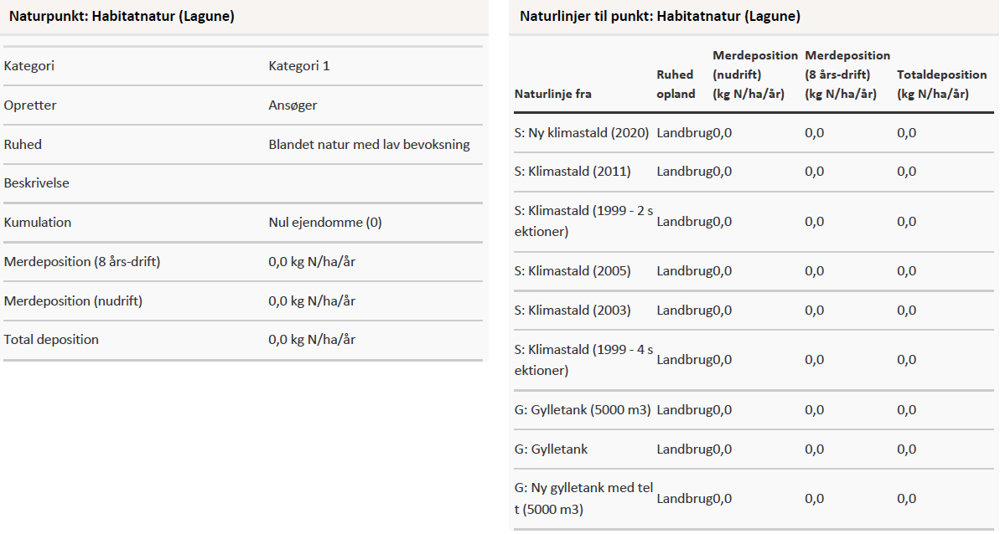 Naturpunkt: Habitatnatur (Lagune)
Kategori Kategori 1
Opretter Ansøger
Ruhed Blandet natur med lav bevoksning
Beskrivelse
Kumulation Nul ejendomme (0)
Merdeposition (8 års-drift) 0,0 kg N/ha/år
Merdeposition (nudrift) 0,0 kg N/ha/år
Total deposition 0,0 kg N/ha/år
Naturlinjer til punkt: Habitatnatur (Lagune)
Merdeposition Merdeposition
Ruhed (nudrift) (8 års-drift) Totaldeposition
Naturlinje fra opland (kg N/ha/år) (kg N/ha/år) (kg N/ha/år)
S: Ny klimastald (2020) Landbrug 0,0 0,0 0,0
S: Klimastald (2011) Landbrug 0,0 0,0 0,0
S: Klimastald (1999 - 2 s
ektioner) Landbrug 0,0 0,0 0,0
S: Klimastald (2005) Landbrug 0,0 0,0 0,0
S: Klimastald (2003) Landbrug 0,0 0,0 0,0
S: Klimastald (1999 - 4 s
ektioner) Landbrug 0,0 0,0 0,0
G: Gylletank (5000 m3) Landbrug 0,0 0,0 0,0
G: Gylletank Landbrug 0,0 0,0 0,0
G: Ny gylletank med tel
t (5000 m3) Landbrug 0,0 0,0 0,0